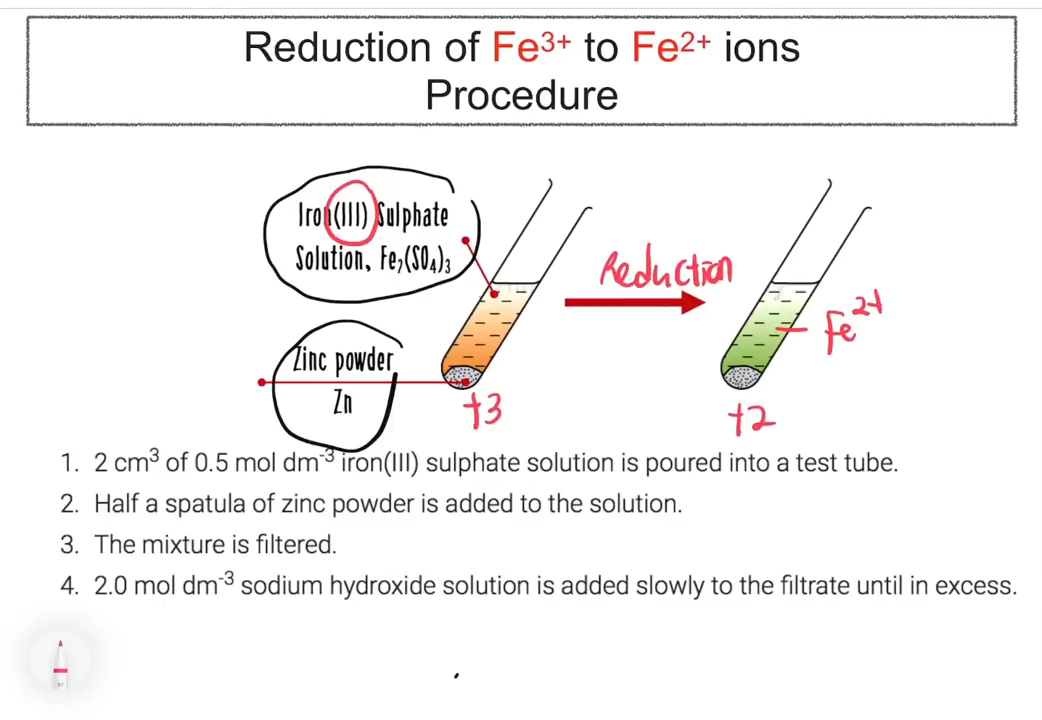 Reduction of Fe³⁺ to Fe²⁺ ions
Procedure
Iron(III) Sulphate
Solution, Fe₂(SO₄)₃
Reduction
Fe²⁺
Zinc powder
Zn
+3
+2
1. 2 cm³ of 0.5 mol dm⁻³ iron(III) sulphate solution is poured into a test tube.
2. Half a spatula of zinc powder is added to the solution.
3. The mixture is filtered.
4. 2.0 mol dm⁻³ sodium hydroxide solution is added slowly to the filtrate until in excess.